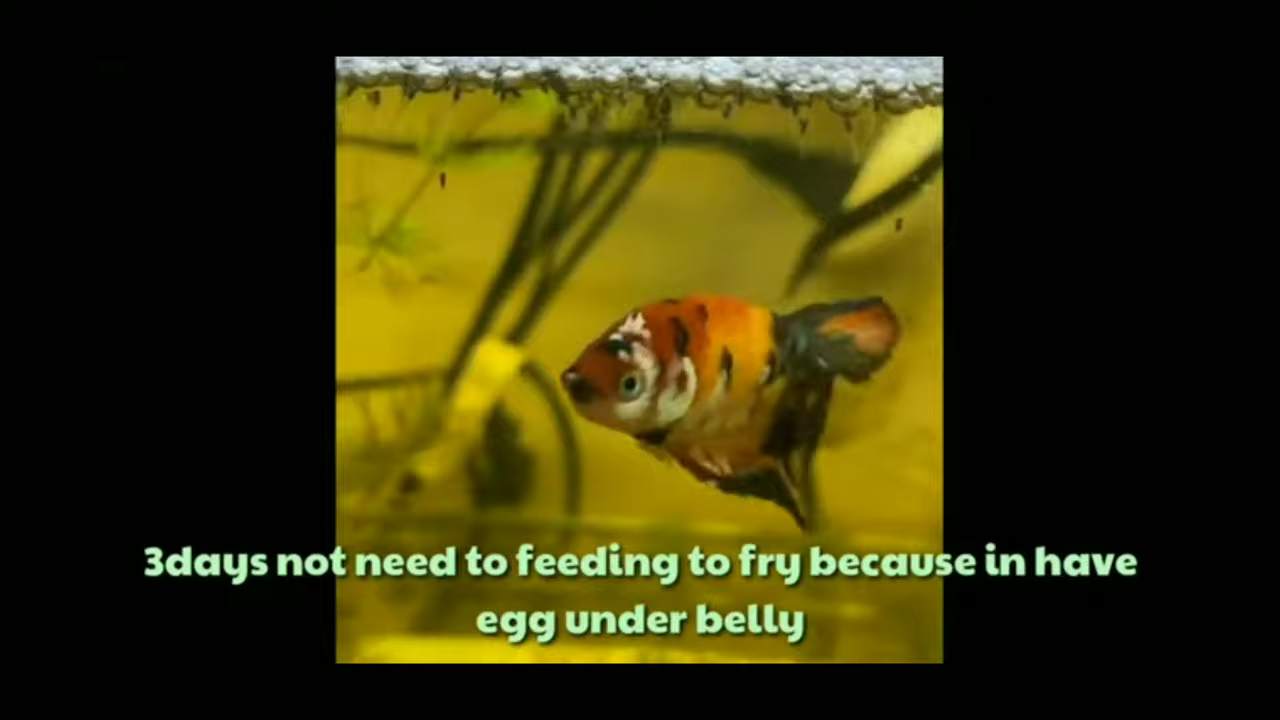 3days not need to feeding to fry because in have
egg under belly